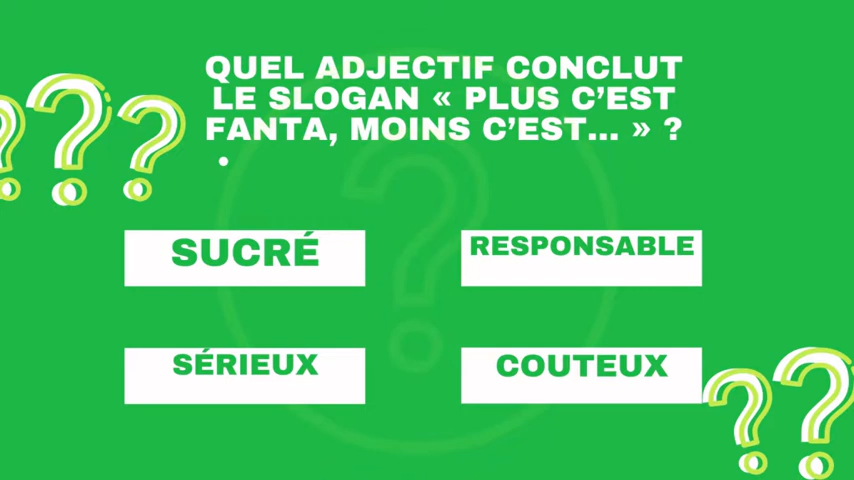 QUEL ADJECTIF CONCLUT
LE SLOGAN « PLUS C’EST
FANTA, MOINS C’EST... » ?
•
SUCRÉ
RESPONSABLE
SÉRIEUX
COUTEUX